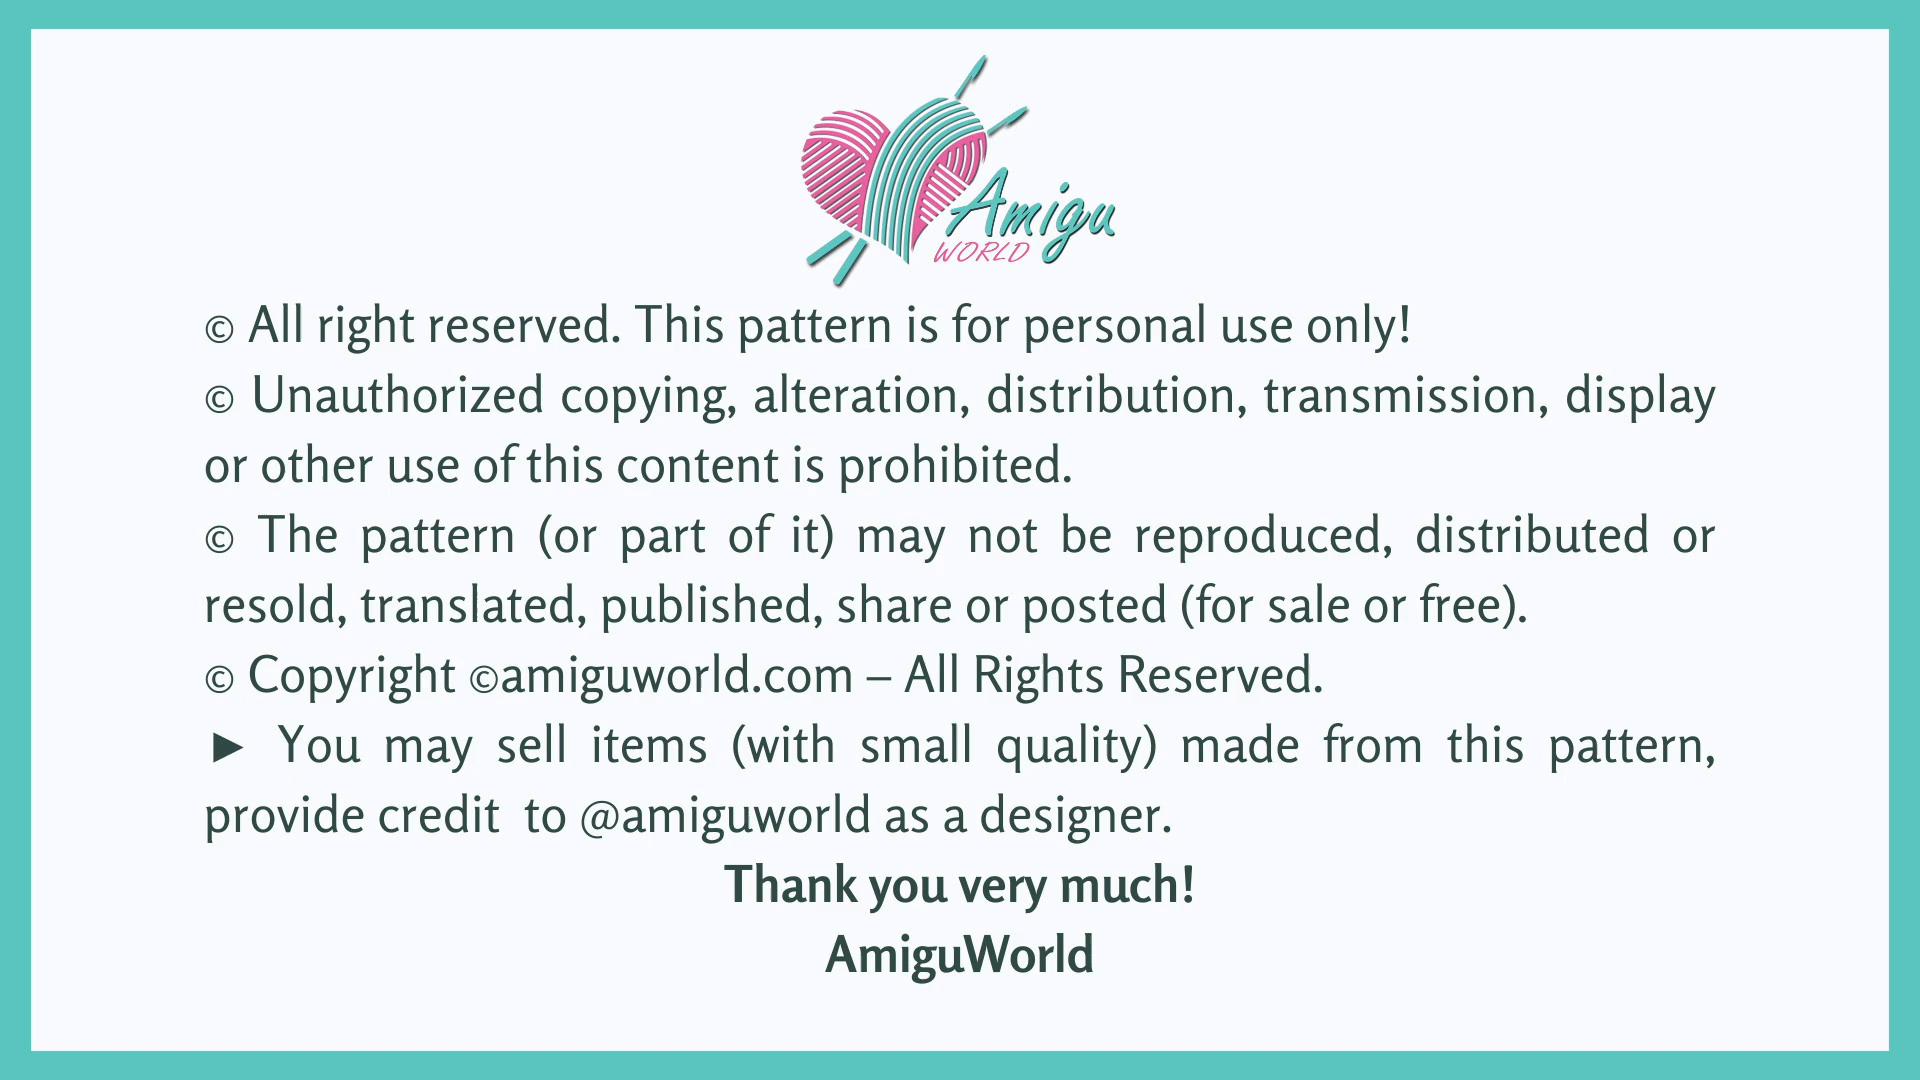 Amigu
WORLD
© All right reserved. This pattern is for personal use only!
© Unauthorized copying, alteration, distribution, transmission, display
or other use of this content is prohibited.
© The pattern (or part of it) may not be reproduced, distributed or
resold, translated, published, share or posted (for sale or free).
© Copyright ©amiguworld.com – All Rights Reserved.
► You may sell items (with small quality) made from this pattern,
provide credit  to @amiguworld as a designer.
Thank you very much!
AmiguWorld